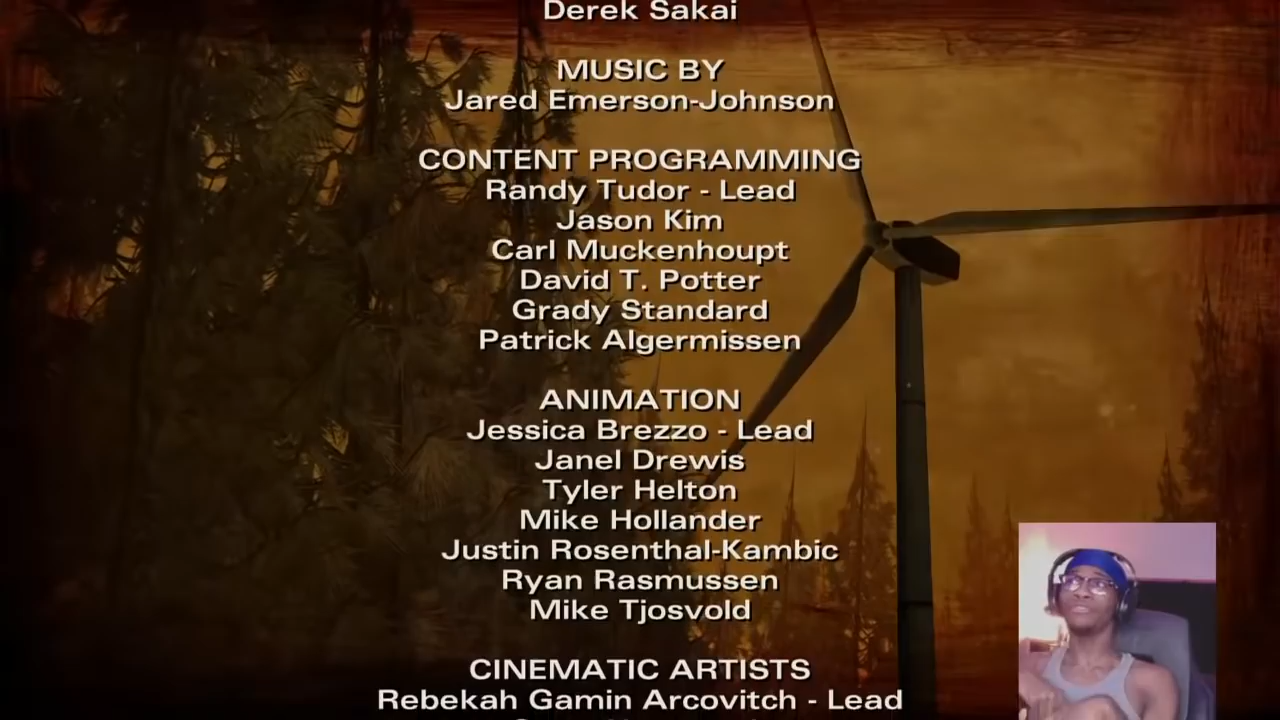 Derek Sakai
MUSIC BY
Jared Emerson-Johnson
CONTENT PROGRAMMING
Randy Tudor - Lead
Jason Kim
Carl Muckenhoupt
David T. Potter
Grady Standard
Patrick Algermissen
ANIMATION
Jessica Brezzo - Lead
Janel Drewis
Tyler Helton
Mike Hollander
Justin Rosenthal-Kambic
Ryan Rasmussen
Mike Tjosvold
CINEMATIC ARTISTS
Rebekah Gamin Arcovitch - Lead